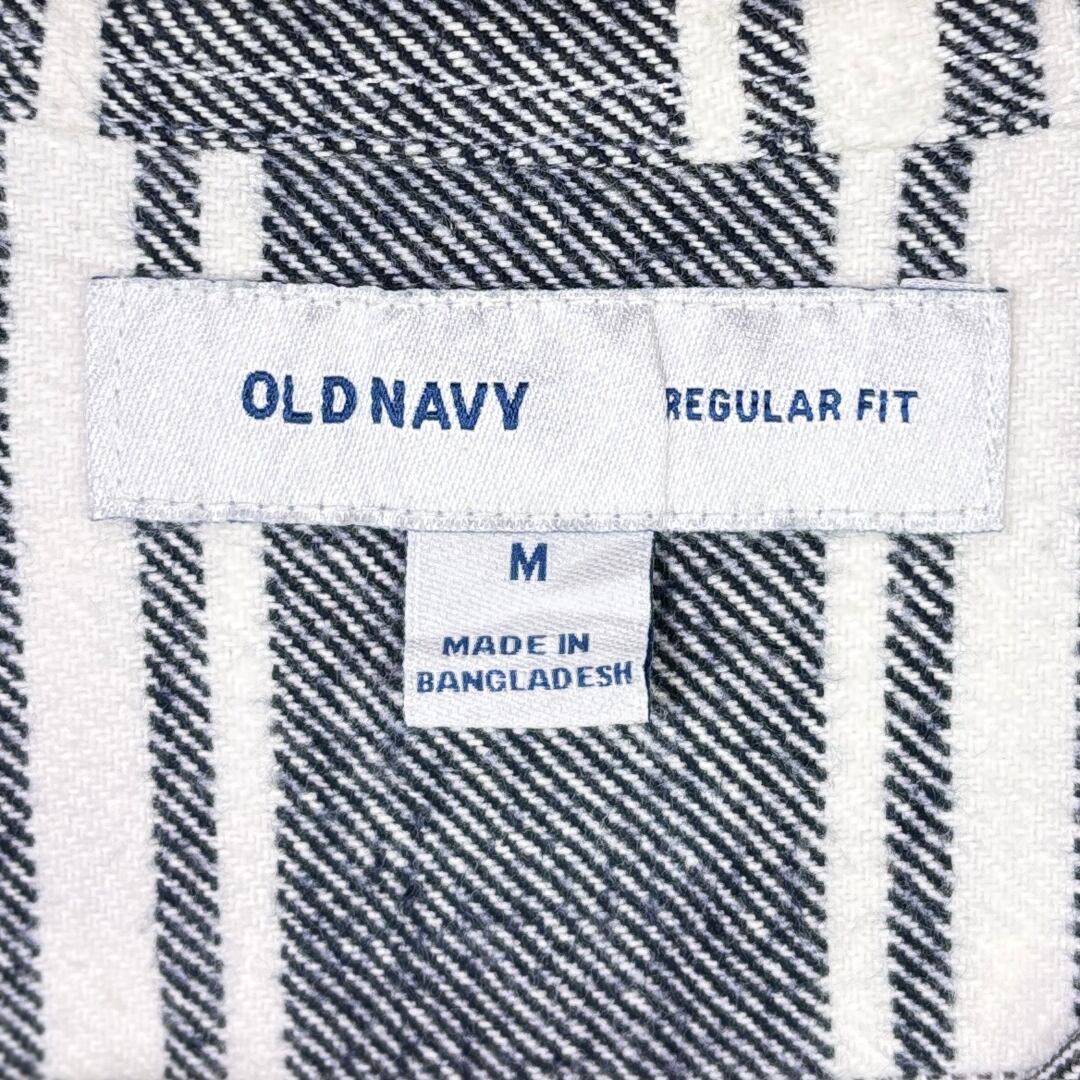 OLD NAVY
REGULAR FIT
M
MADE IN
BANGLADESH